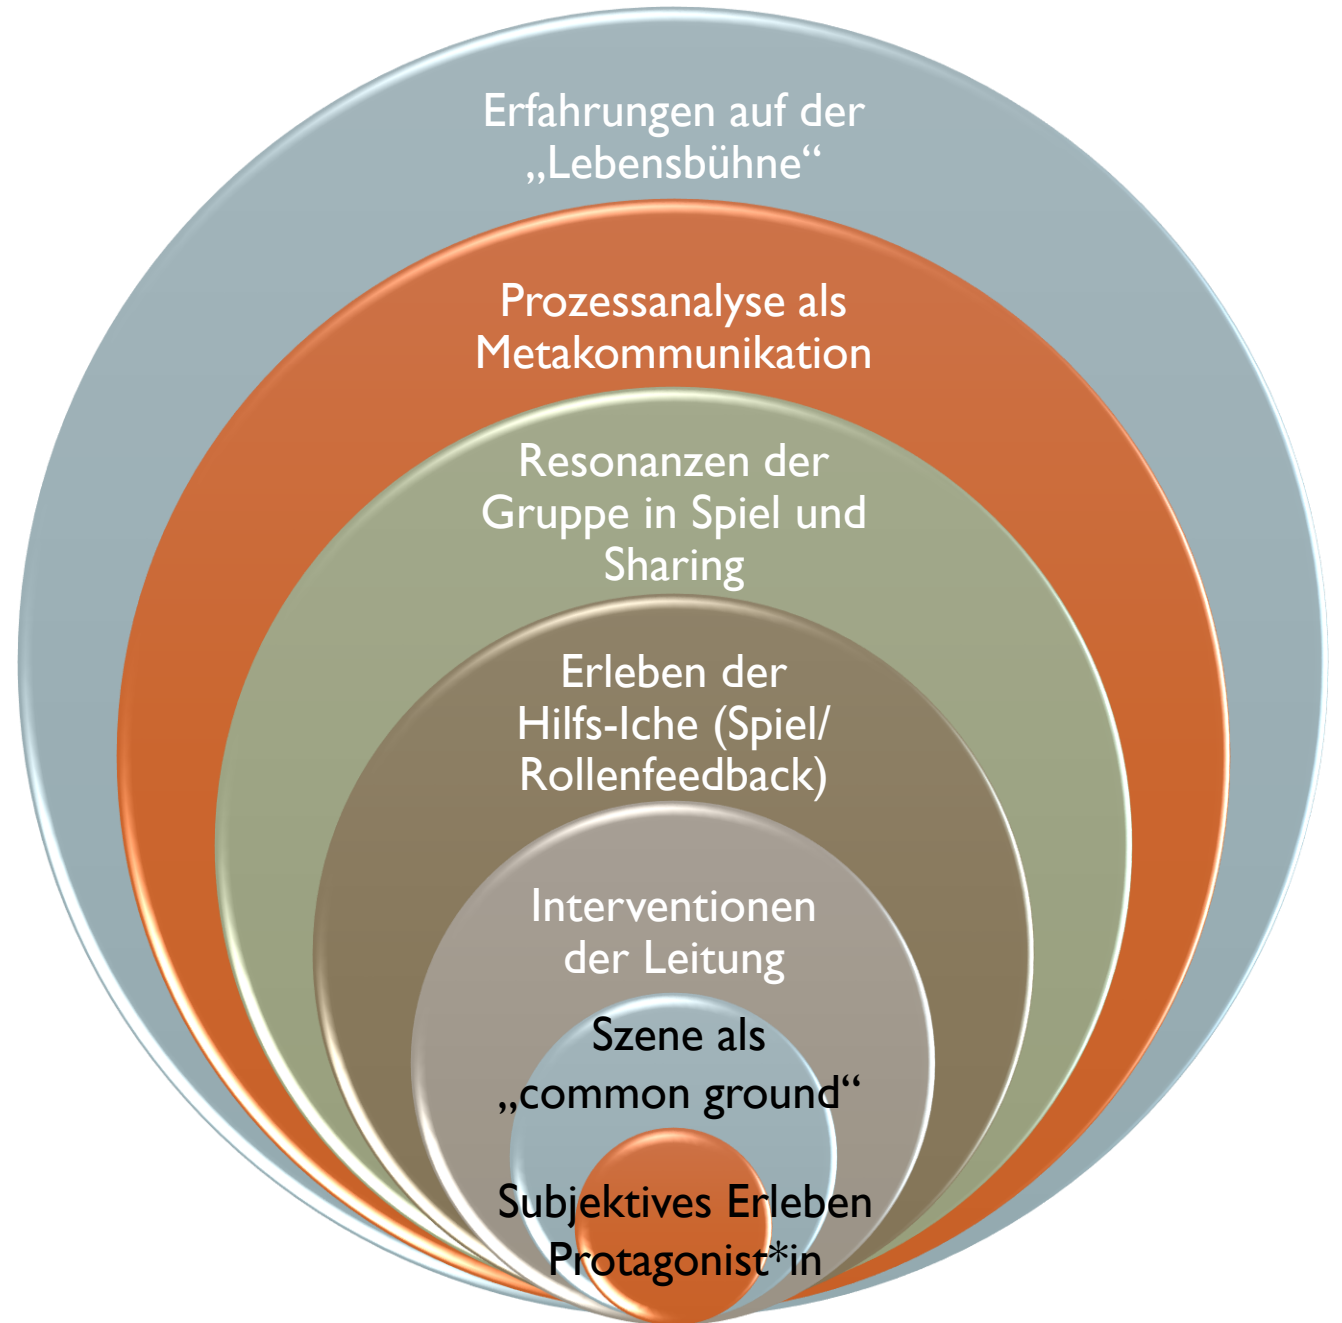 Erfahrungen auf der
„Lebensbühne“
Prozessanalyse als
Metakommunikation
Resonanzen der
Gruppe in Spiel und
Sharing
Erleben der
Hilfs-Iche (Spiel/
Rollenfeedback)
Interventionen
der Leitung
Szene als
„common ground“
Subjektives Erleben
Protagonist*in